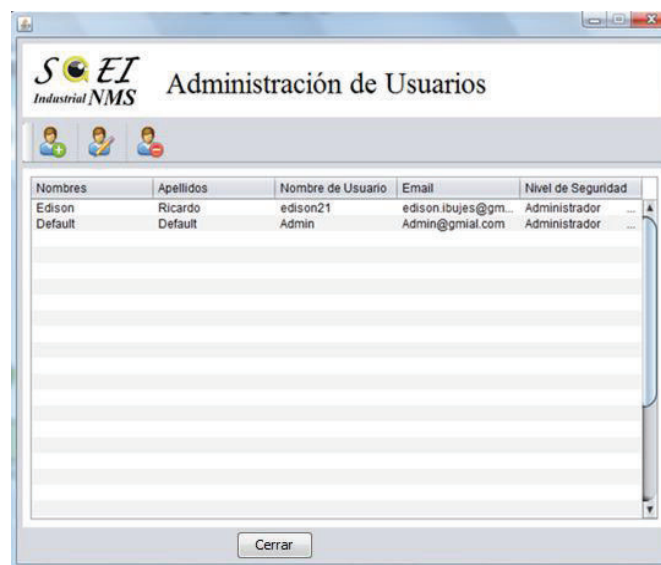 S EI
Industrial NMS
Administración de Usuarios
Nombres Apellidos Nombre de Usuario Email Nivel de Seguridad
Edison Ricardo edison21 edison.ibujes@gm... Administrador ...
Default Default Admin Admin@gmial.com Administrador ...
Cerrar